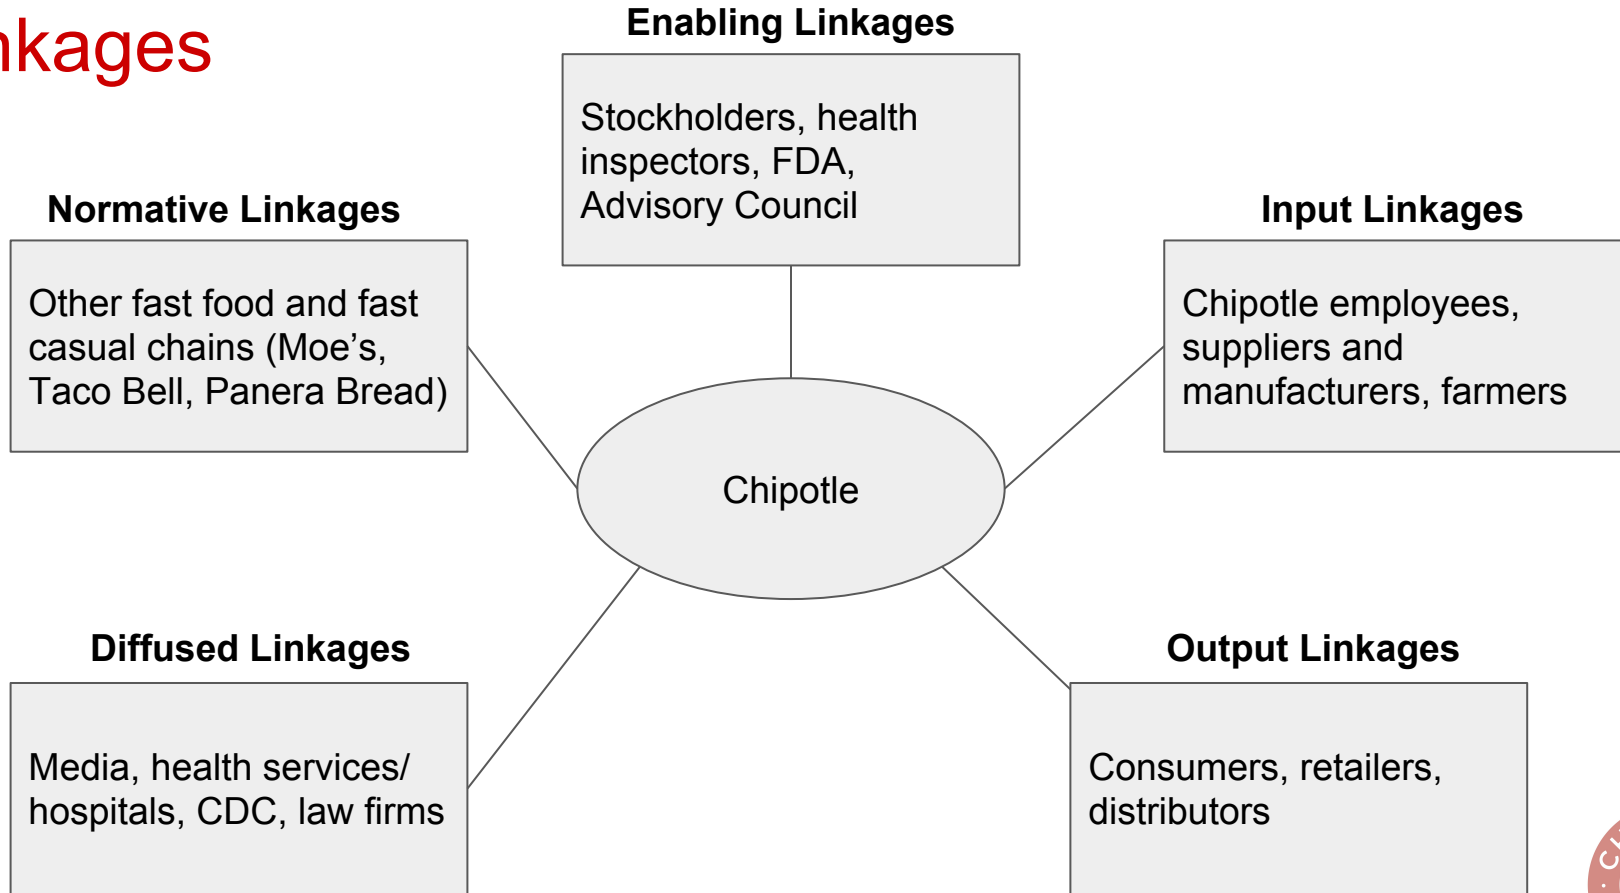 nkages
Enabling Linkages
Stockholders, health
inspectors, FDA,
Advisory Council
Normative Linkages
Other fast food and fast
casual chains (Moe’s,
Taco Bell, Panera Bread)
Input Linkages
Chipotle employees,
suppliers and
manufacturers, farmers
Chipotle
Diffused Linkages
Media, health services/
hospitals, CDC, law firms
Output Linkages
Consumers, retailers,
distributors